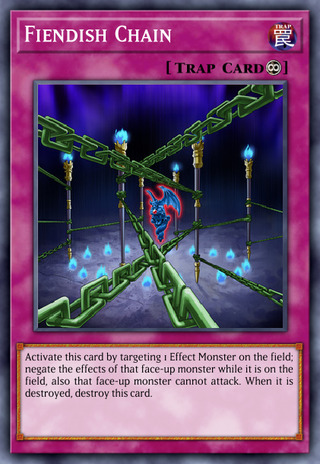 Fiendish Chain
TRAP
罠
[ Trap Card ]
Activate this card by targeting 1 Effect Monster on the field;
negate the effects of that face-up monster while it is on the
field, also that face-up monster cannot attack. When it is
destroyed, destroy this card.